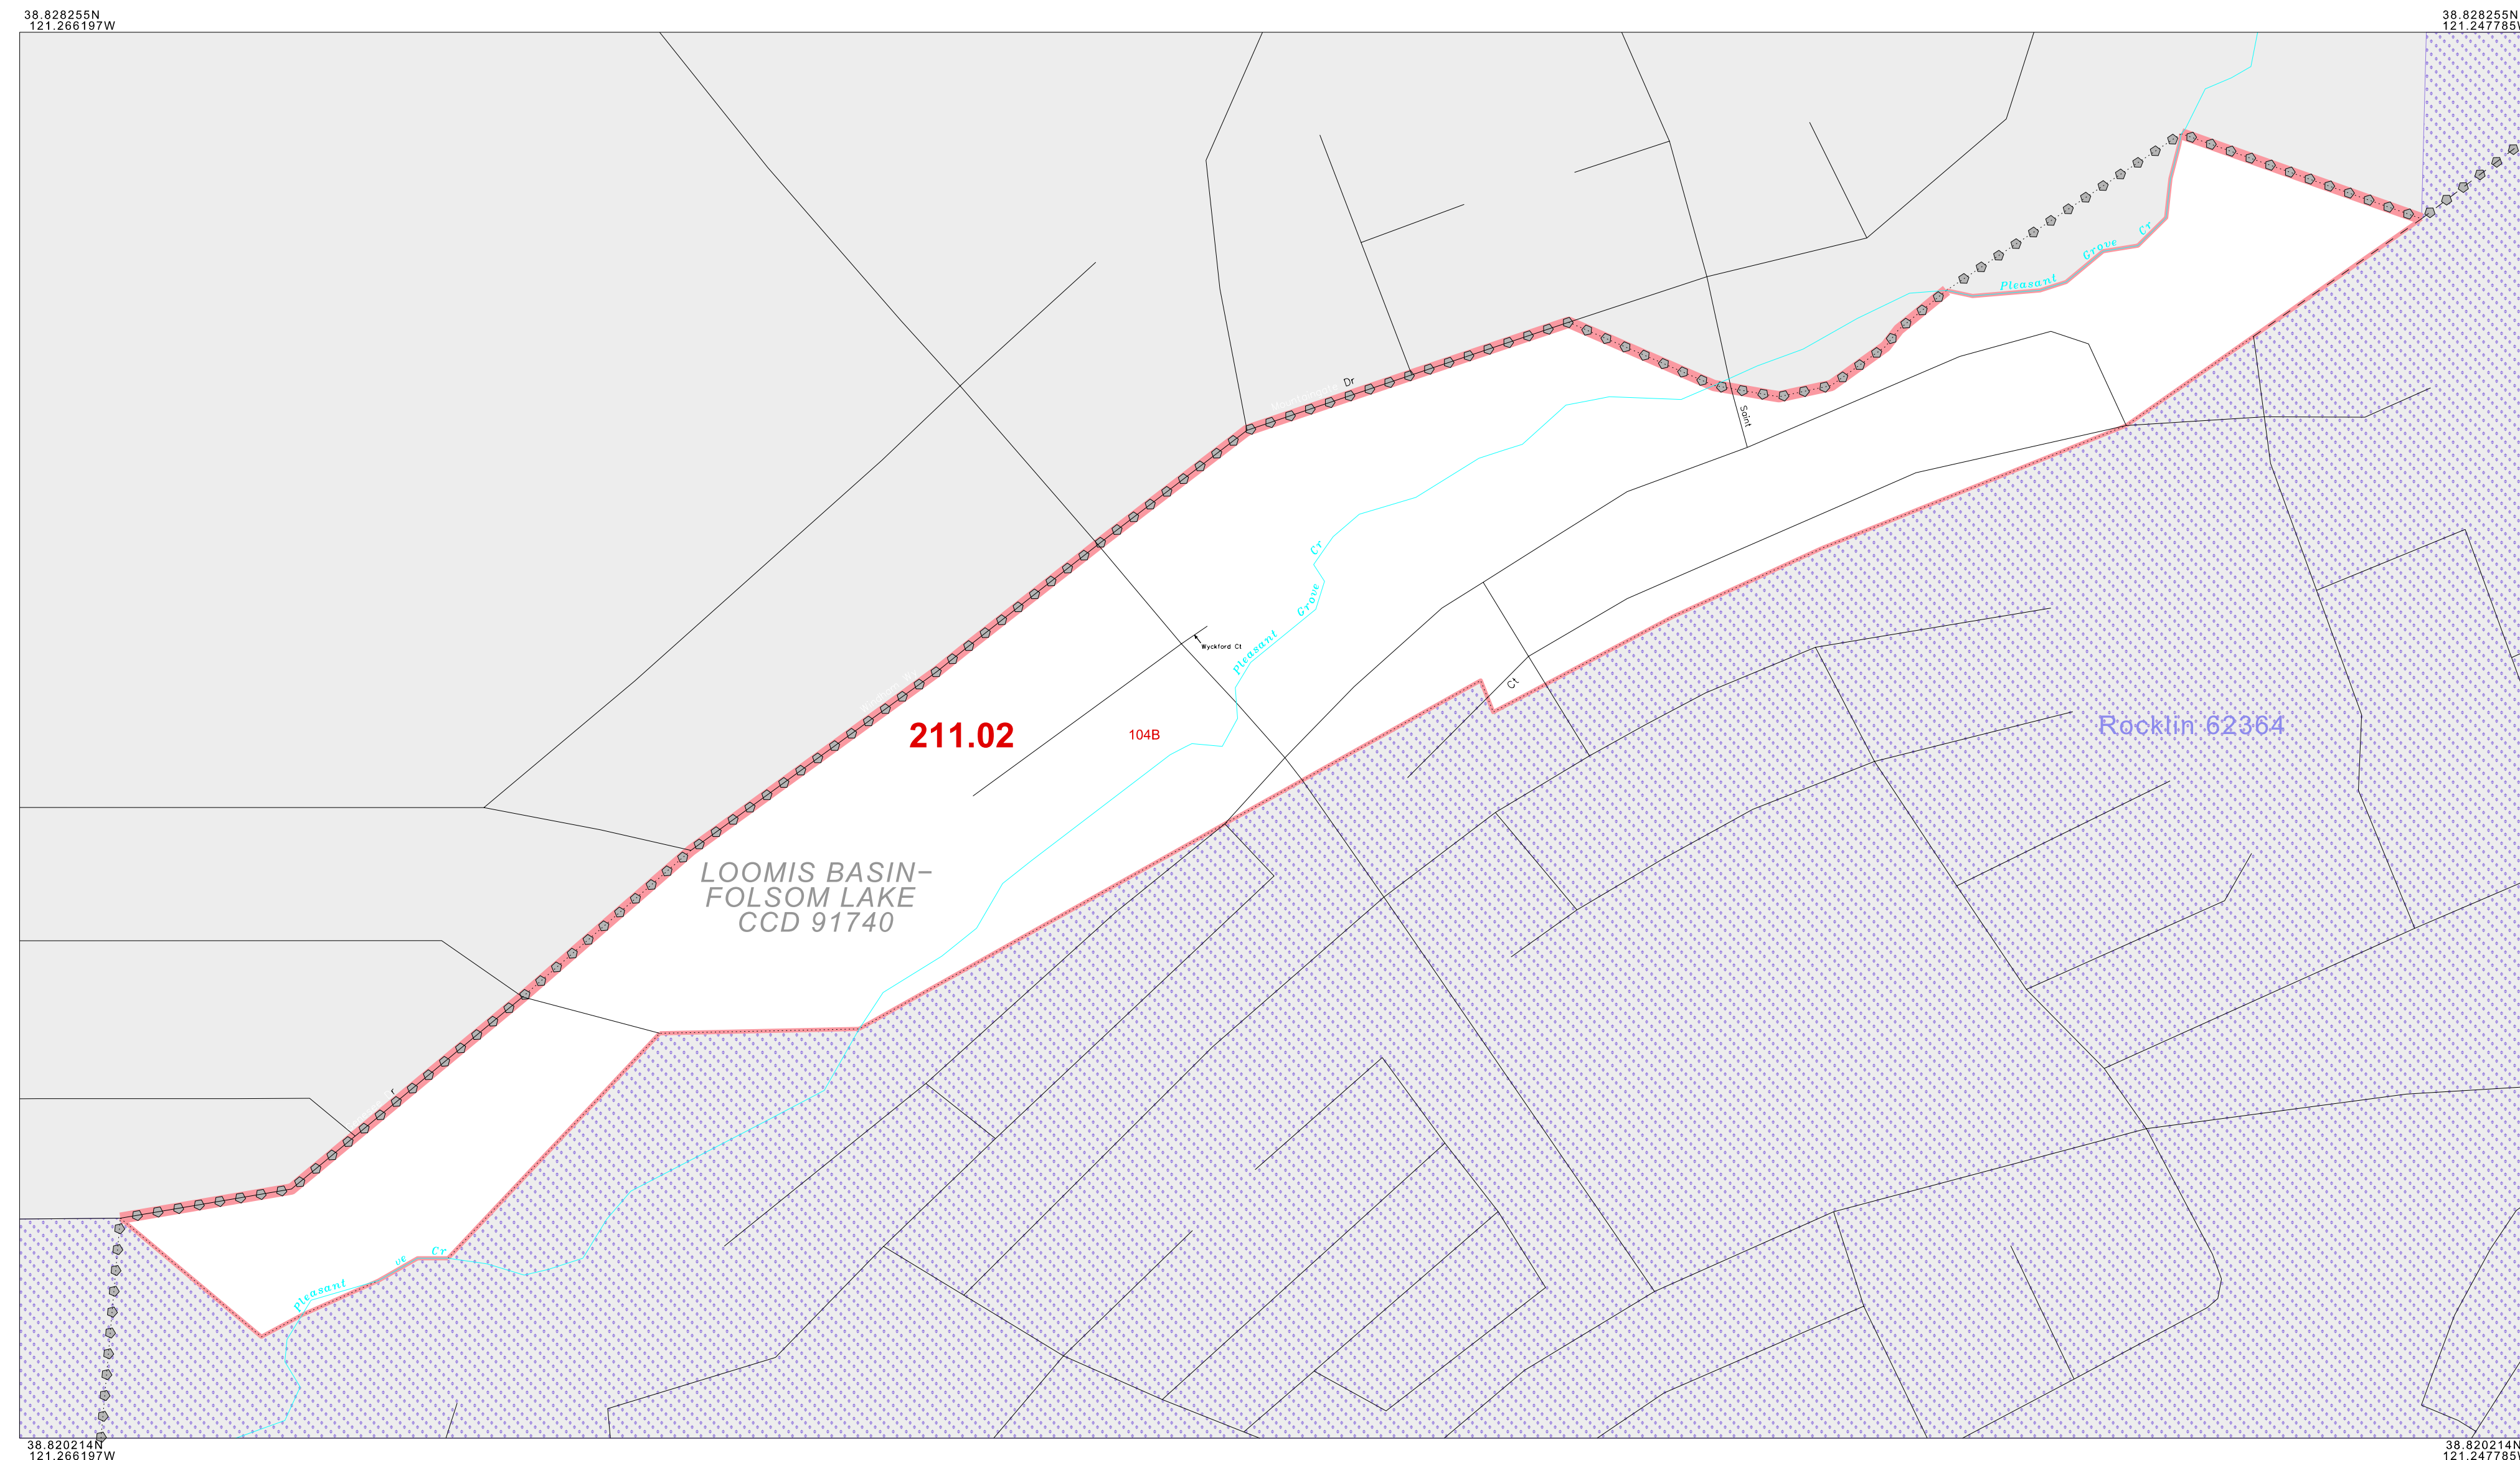 38.828255N
121.266197W
38.828255N
121.247785W
Pleasant
Grove
Cr
Dr
Saint
Cr
Grove
Pleasant
Wyckford Ct
Ct
211.02
104B
Rocklin 62364
LOOMIS BASIN-
FOLSOM LAKE
CCD 91740
r
Pleasant
ve
Cr
38.820214N
121.266197W
38.820214N
121.247785W